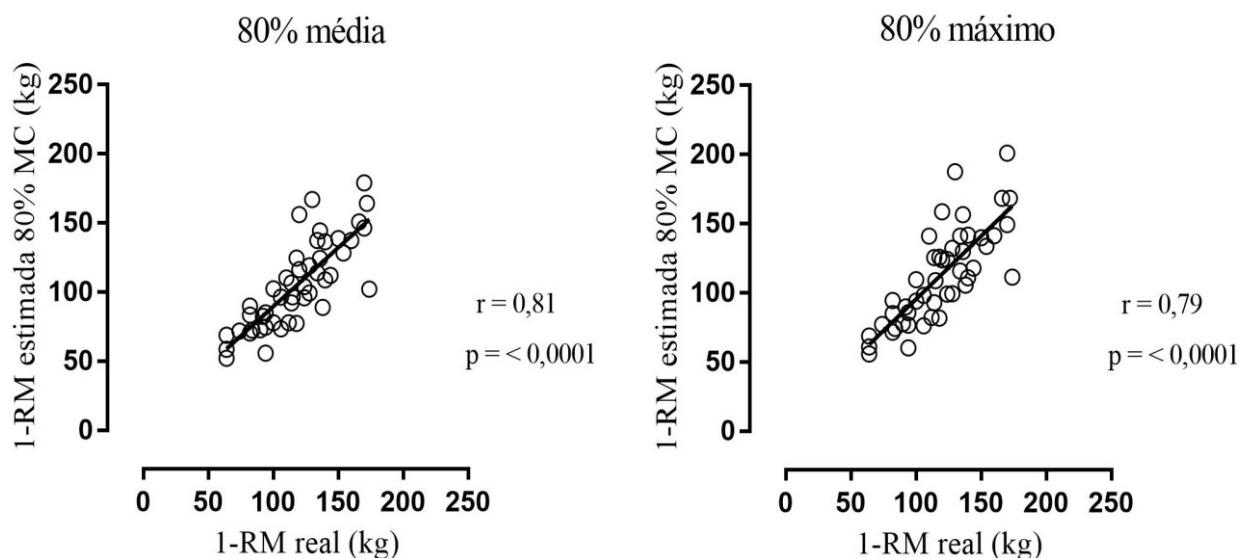 80% média
1-RM estimada 80% MC (kg)
250
200
150
100
50
0
r = 0,81
p = < 0,0001
0 50 100 150 200 250
1-RM real (kg)
80% máximo
1-RM estimada 80% MC (kg)
250
200
150
100
50
0
r = 0,79
p = < 0,0001
0 50 100 150 200 250
1-RM real (kg)